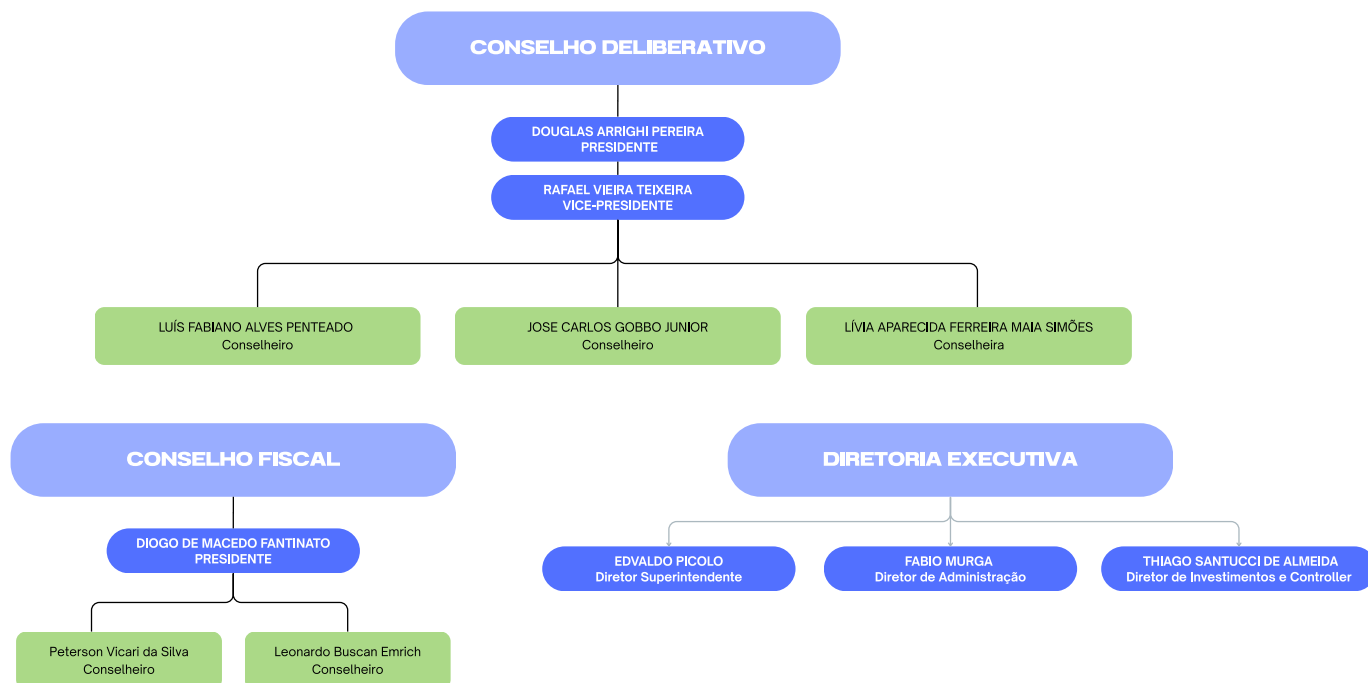 CONSELHO DELIBERATIVO
DOUGLAS ARRIGHI PEREIRA
PRESIDENTE
RAFAEL VIEIRA TEIXEIRA
VICE-PRESIDENTE
LUÍS FABIANO ALVES PENTEADO
Conselheiro
JOSE CARLOS GOBBO JUNIOR
Conselheiro
LÍVIA APARECIDA FERREIRA MAIA SIMÕES
Conselheira
CONSELHO FISCAL
DIOGO DE MACEDO FANTINATO
PRESIDENTE
Peterson Vicari da Silva
Conselheiro
Leonardo Buscan Emrich
Conselheiro
DIRETORIA EXECUTIVA
EDVALDO PICOLO
Diretor Superintendente
FABIO MURGA
Diretor de Administração
THIAGO SANTUCCI DE ALMEIDA
Diretor de Investimentos e Controller